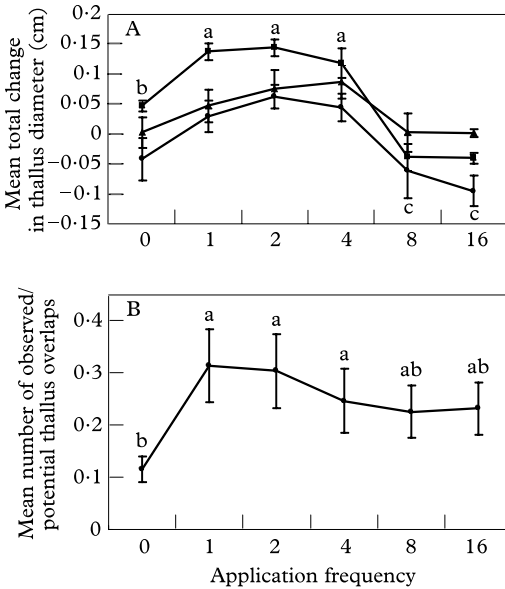 A
Mean total change
in thallus diameter (cm)
0·2
0·15
0·1
0·05
0
−0·05
−0·1
−0·15
b
a
a
a
c
c
0 1 2 4 8 16
B
Mean number of observed/
potential thallus overlaps
0·4
0·3
0·2
0·1
0
b
a
a
a
ab
ab
0 1 2 4 8 16
Application frequency